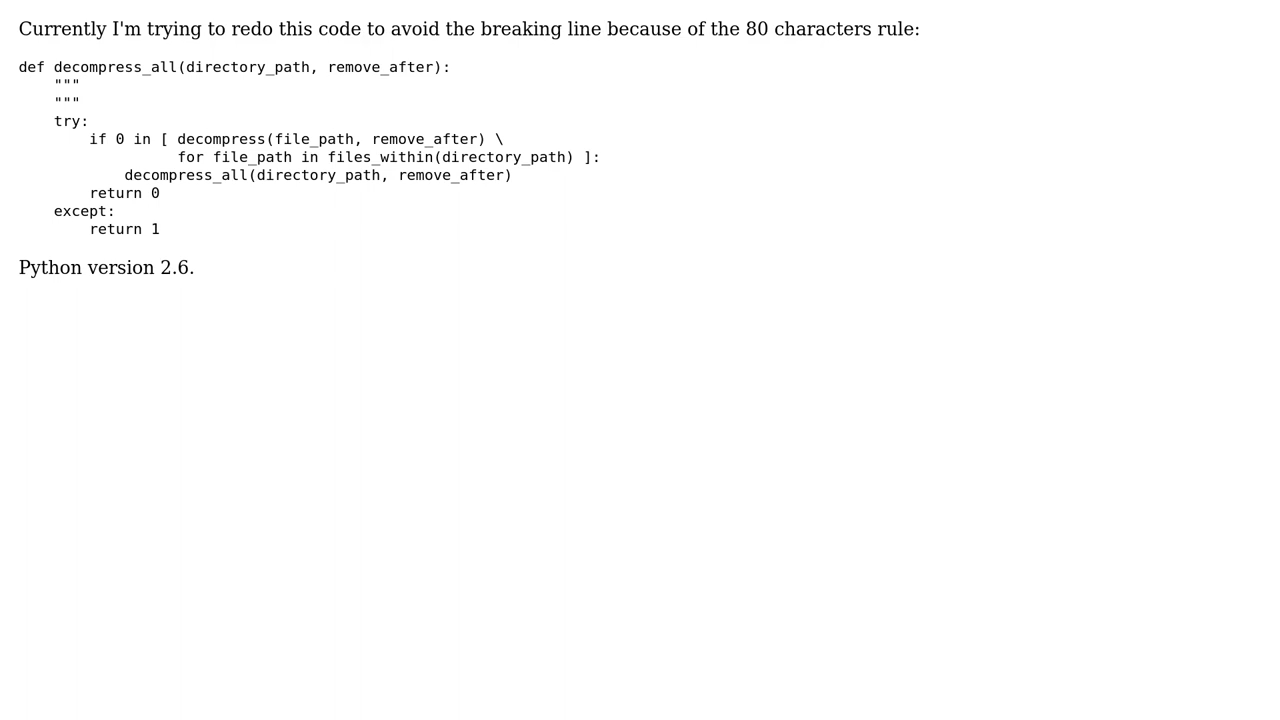 Currently I'm trying to redo this code to avoid the breaking line because of the 80 characters rule:
def decompress_all(directory_path, remove_after):
    """
    """
    try:
        if 0 in [ decompress(file_path, remove_after) \
                  for file_path in files_within(directory_path) ]:
            decompress_all(directory_path, remove_after)
        return 0
    except:
        return 1
Python version 2.6.